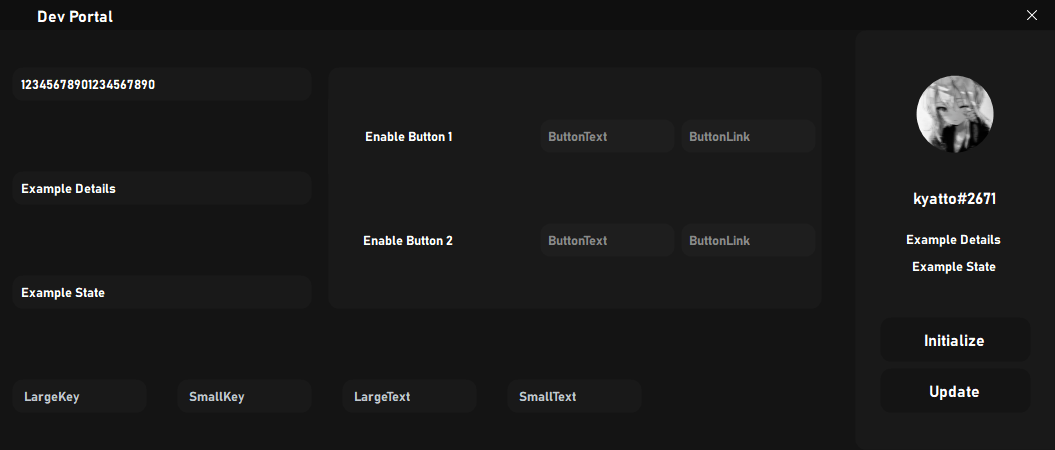 Dev Portal
12345678901234567890
Example Details
Example State
Enable Button 1
ButtonText
ButtonLink
Enable Button 2
ButtonText
ButtonLink
LargeKey
SmallKey
LargeText
SmallText
kyatto#2671
Example Details
Example State
Initialize
Update